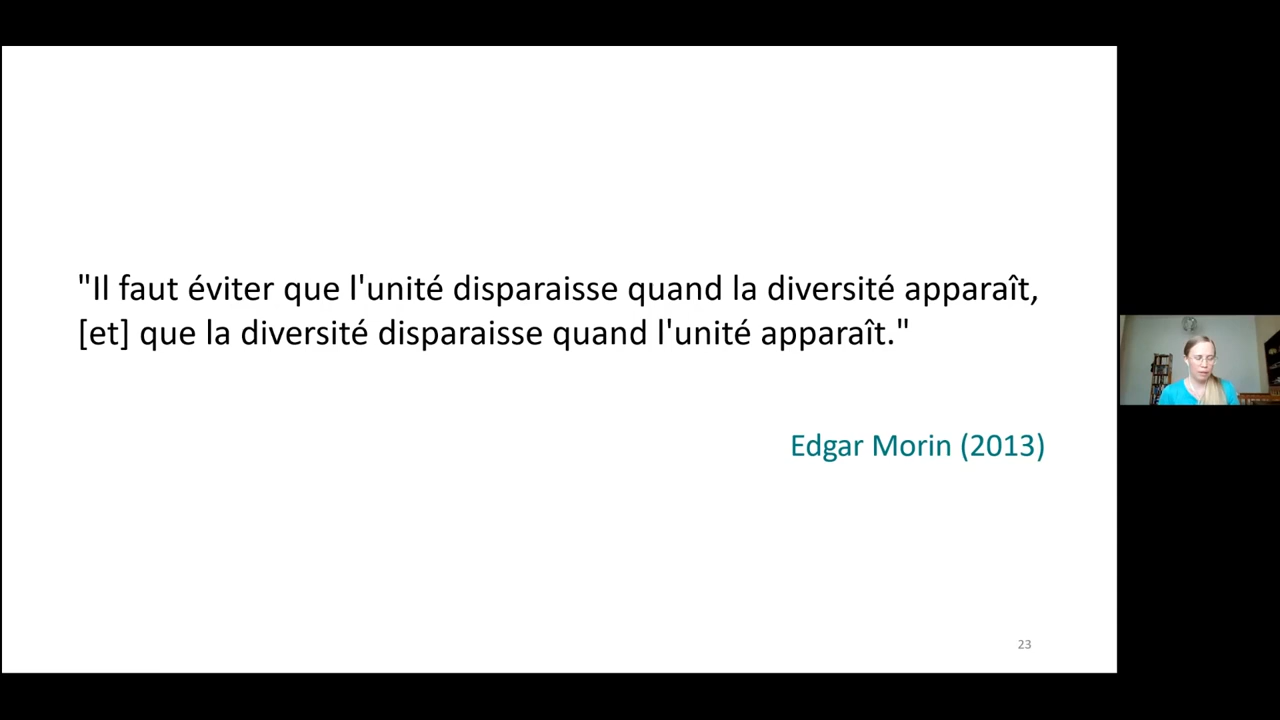 "Il faut éviter que l'unité disparaisse quand la diversité apparaît,
[et] que la diversité disparaisse quand l'unité apparaît."
Edgar Morin (2013)
23